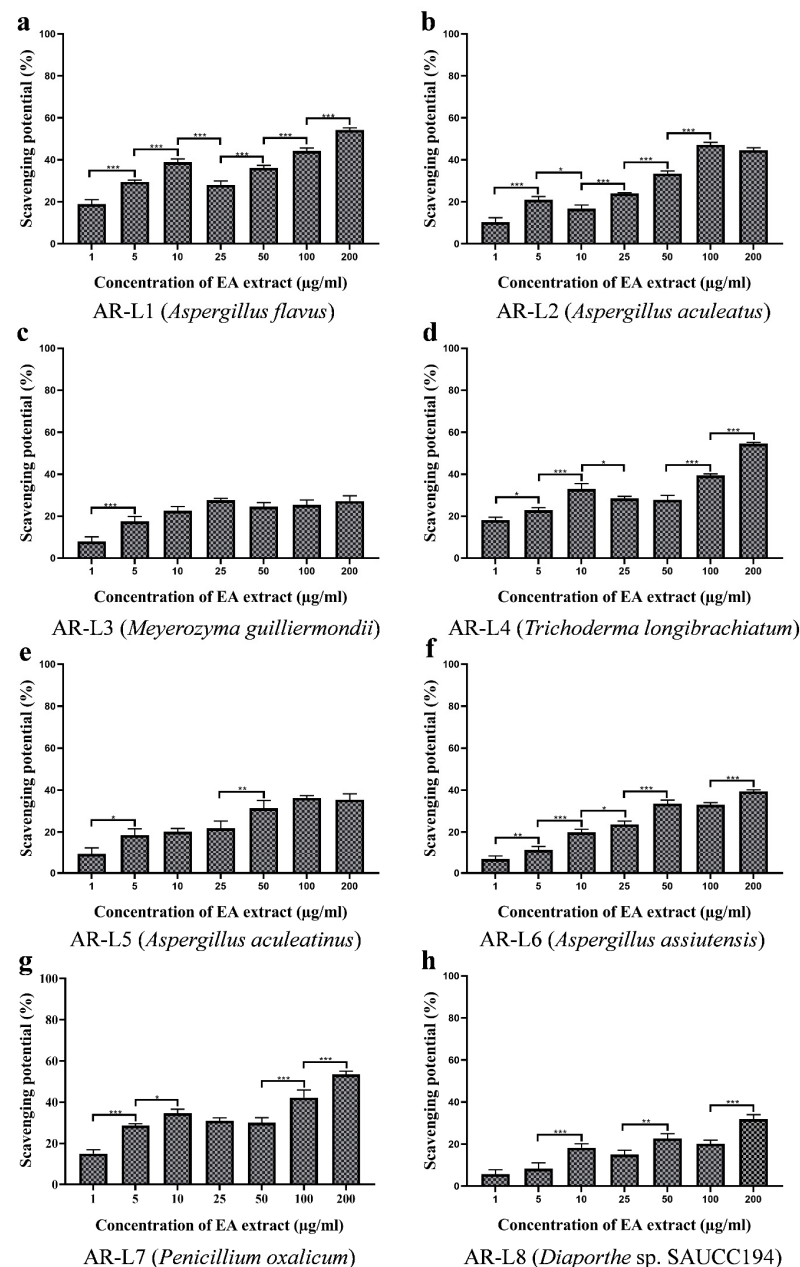 a
Scavenging potential (%)
100
80
60
40
20
0
*** *** *** *** *** ***
1 5 10 25 50 100 200
Concentration of EA extract (µg/ml)
AR-L1 (Aspergillus flavus)
b
Scavenging potential (%)
100
80
60
40
20
0
*** * *** *** ***
1 5 10 25 50 100 200
Concentration of EA extract (µg/ml)
AR-L2 (Aspergillus aculeatus)
c
Scavenging potential (%)
100
80
60
40
20
0
***
1 5 10 25 50 100 200
Concentration of EA extract (µg/ml)
AR-L3 (Meyerozyma guilliermondii)
d
Scavenging potential (%)
100
80
60
40
20
0
* *** * *** ***
1 5 10 25 50 100 200
Concentration of EA extract (µg/ml)
AR-L4 (Trichoderma longibrachiatum)
e
Scavenging potential (%)
100
80
60
40
20
0
* **
1 5 10 25 50 100 200
Concentration of EA extract (µg/ml)
AR-L5 (Aspergillus aculeatinus)
f
Scavenging potential (%)
100
80
60
40
20
0
** *** * *** ***
1 5 10 25 50 100 200
Concentration of EA extract (µg/ml)
AR-L6 (Aspergillus assiutensis)
g
Scavenging potential (%)
100
80
60
40
20
0
*** * *** ***
1 5 10 25 50 100 200
Concentration of EA extract (µg/ml)
AR-L7 (Penicillium oxalicum)
h
Scavenging potential (%)
100
80
60
40
20
0
*** ** ***
1 5 10 25 50 100 200
Concentration of EA extract (µg/ml)
AR-L8 (Diaporthe sp. SAUCC194)